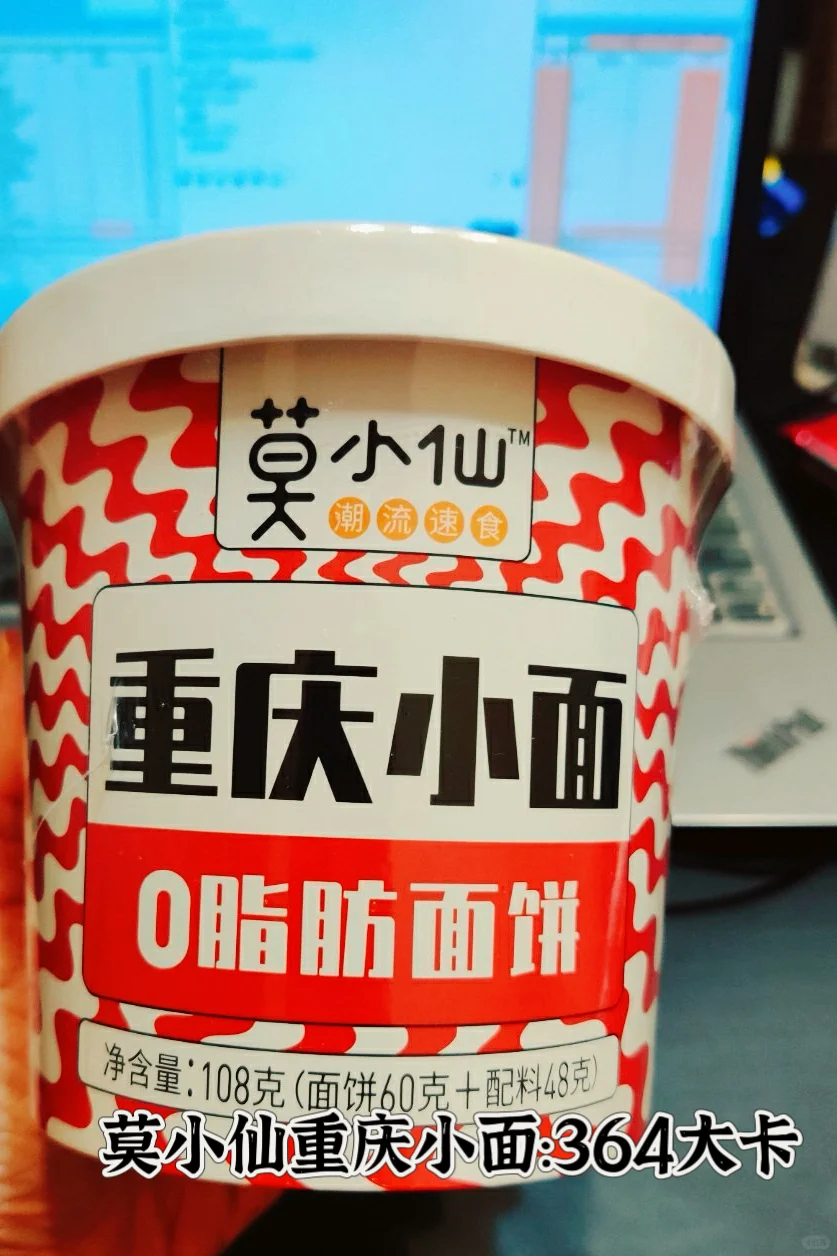 莫小仙™
潮流速食
重庆小面
0脂肪面饼
净含量:108克(面饼60克+配料48克)
莫小仙重庆小面:364大卡
ThinkPad